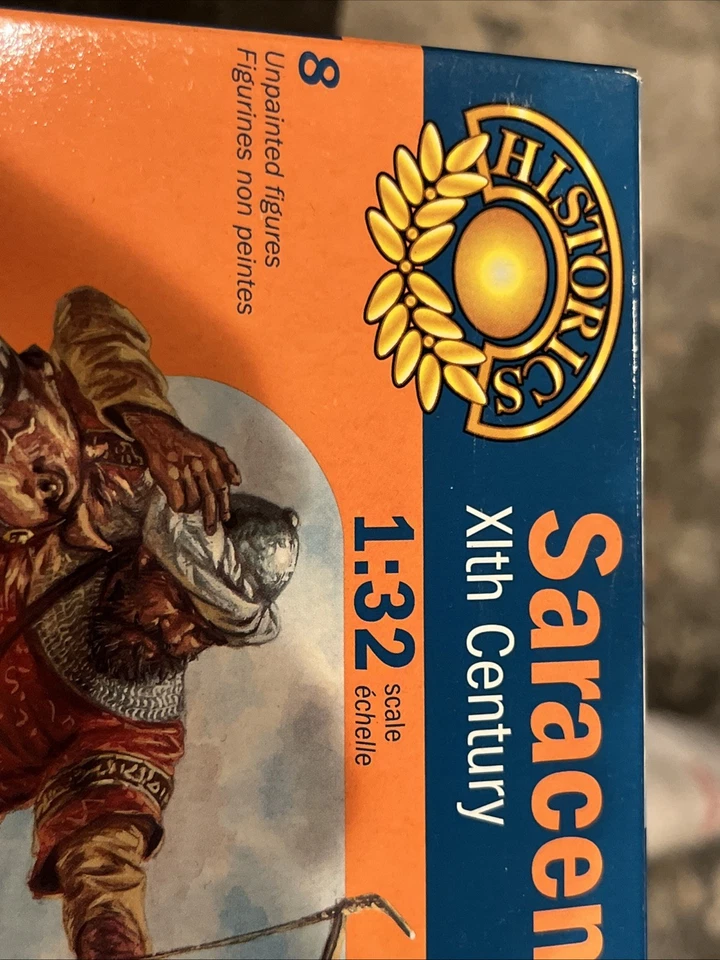 HISTORICS
Saracen
XIth Century
8
Unpainted figures
Figurines non peintes
1:32 scale
échelle